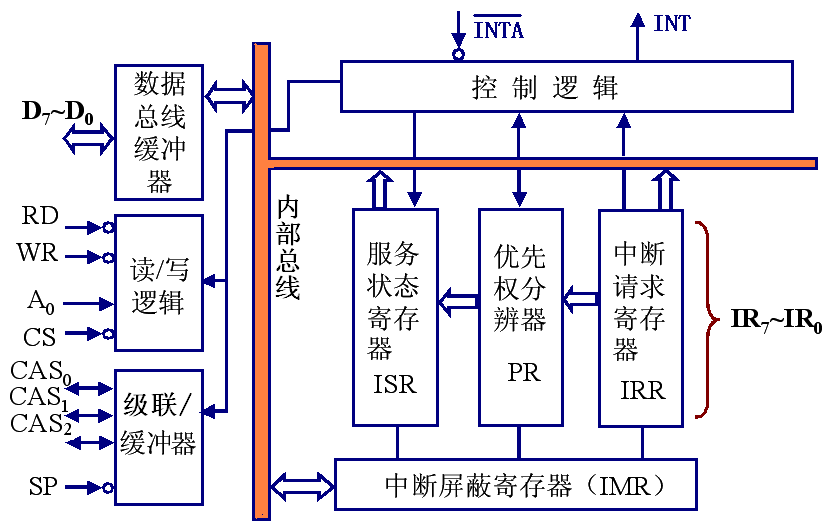 INTA
INT
控制逻辑
数据
总线
缓冲
器
D7~D0
RD
WR
A0
CS
读/写
逻辑
CAS0
CAS1
CAS2
SP
级联/
缓冲器
内部总线
服务
状态
寄存
器
ISR
优先
权分
辨器
PR
中断
请求
寄存
器
IRR
IR7~IR0
中断屏蔽寄存器（IMR）